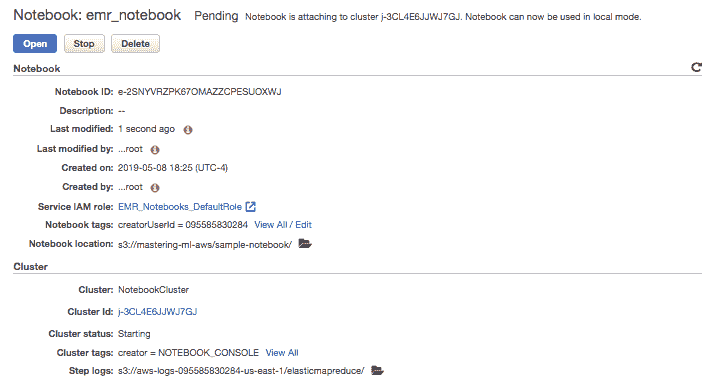 Notebook: emr_notebook Pending Notebook is attaching to cluster j-3CL4E6JJWJ7GJ. Notebook can now be used in local mode.
Open Stop Delete
Notebook
Notebook ID: e-2SNYVRZPK67OMAZZCPESUOXWJ
Description: --
Last modified: 1 second ago
Last modified by: ...root
Created on: 2019-05-08 18:25 (UTC-4)
Created by: ...root
Service IAM role: EMR_Notebooks_DefaultRole
Notebook tags: creatorUserId = 095585830284 View All / Edit
Notebook location: s3://mastering-ml-aws/sample-notebook/
Cluster
Cluster: NotebookCluster
Cluster Id: j-3CL4E6JJWJ7GJ
Cluster status: Starting
Cluster tags: creator = NOTEBOOK_CONSOLE View All
Step logs: s3://aws-logs-095585830284-us-east-1/elasticmapreduce/